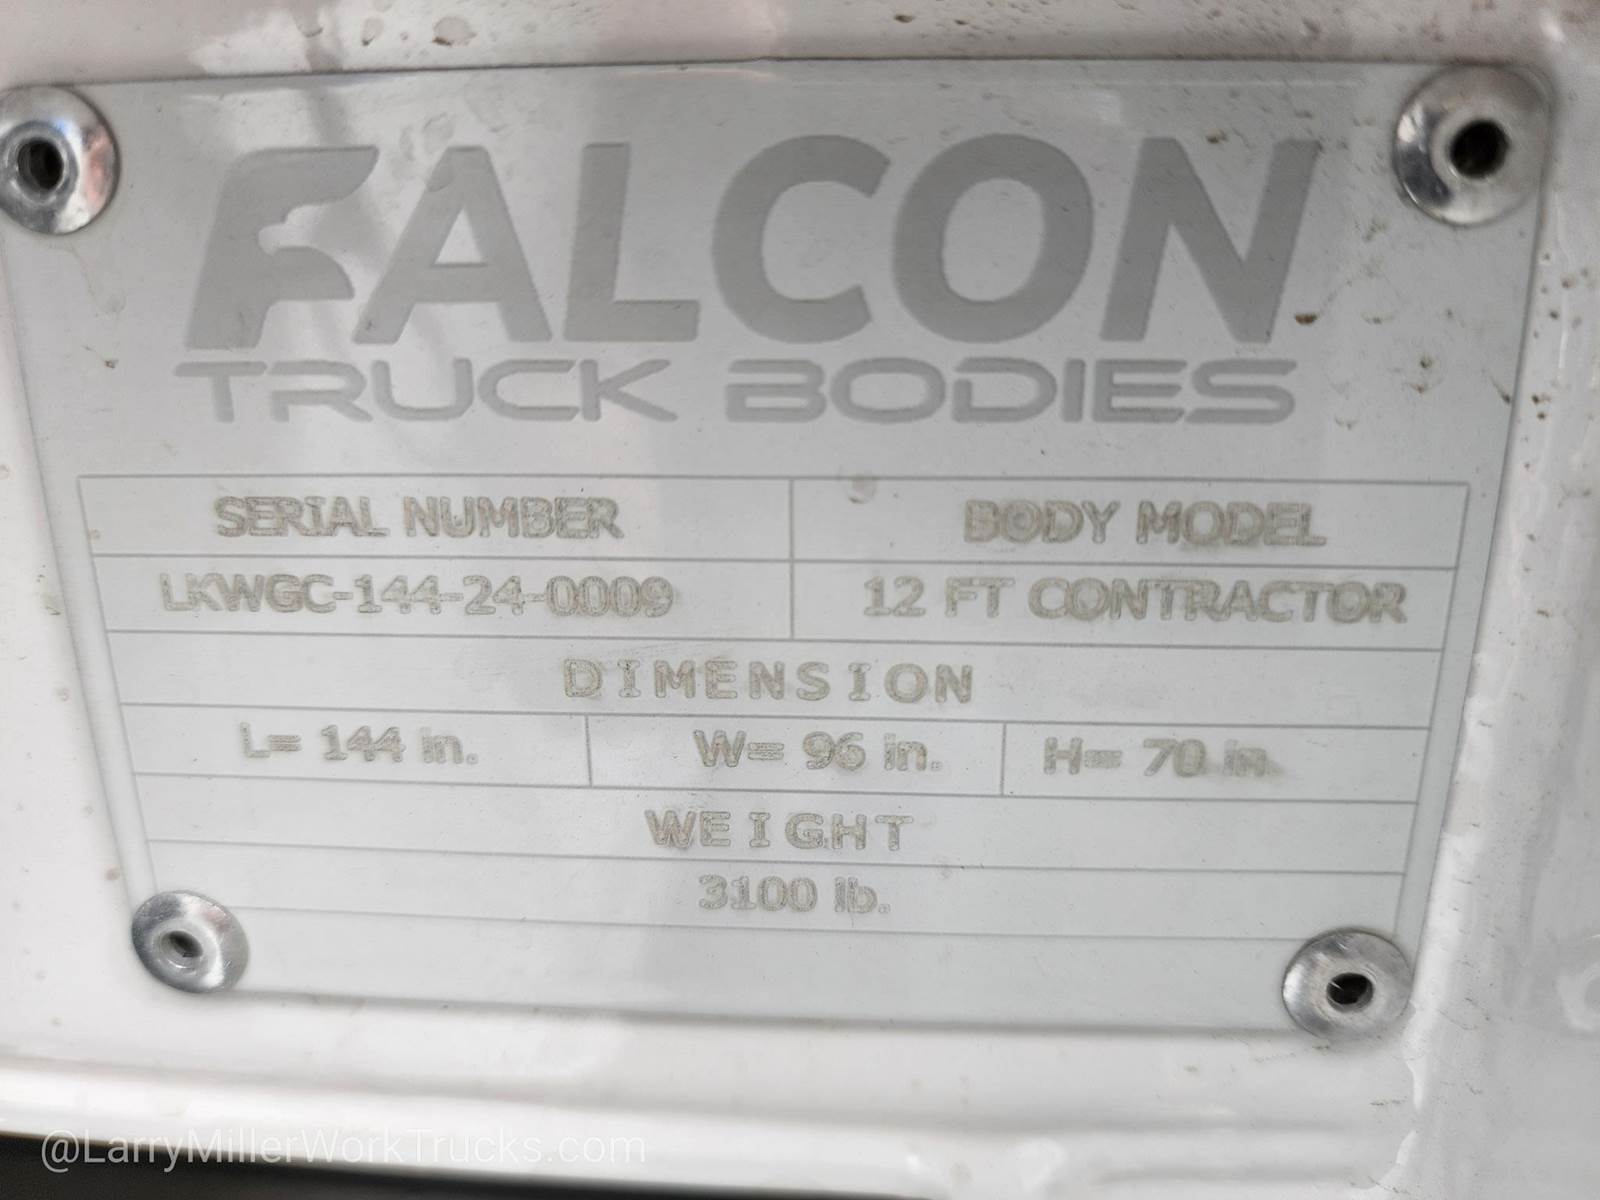 FALCON
TRUCK BODIES
SERIAL NUMBER BODY MODEL
LKWGC-144-24-0009 12 FT CONTRACTOR
DIMENSION
L= 144 in. W= 96 in. H= 70 in.
WEIGHT
3100 lb.
@LarryMillerWorkTrucks.com